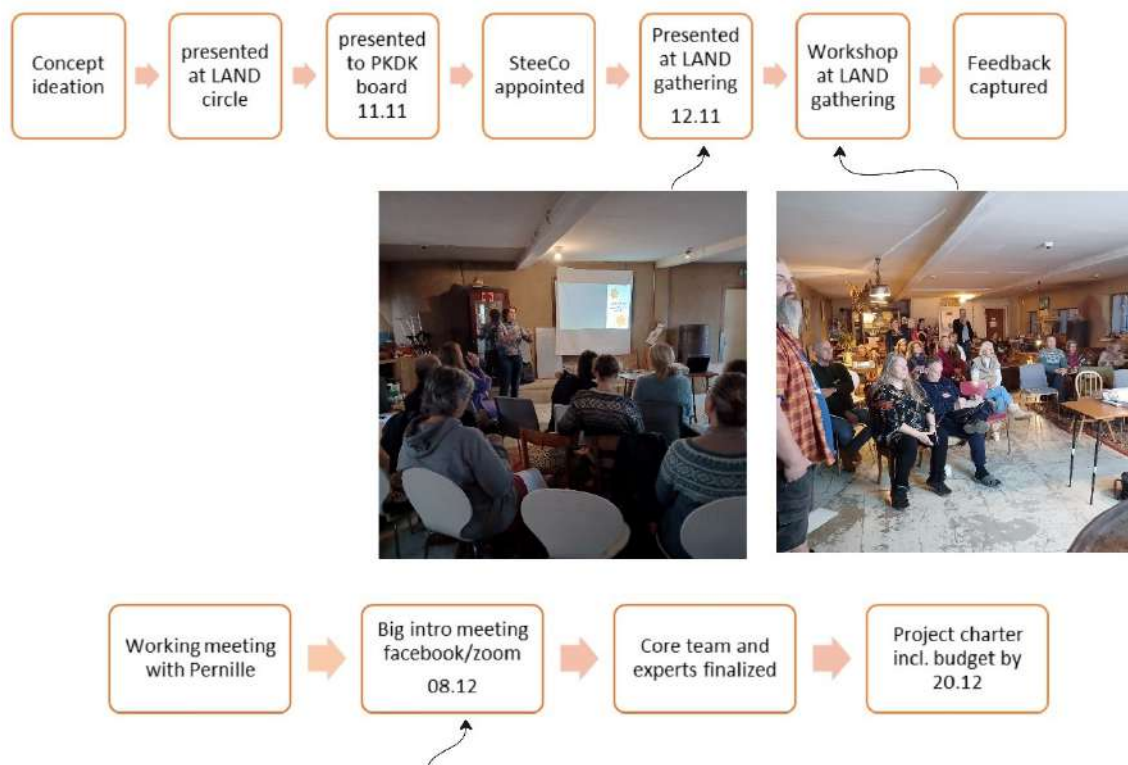 Concept
ideation
presented
at LAND
circle
presented
to PKDK
board
11.11
SteeCo
appointed
Presented
at LAND
gathering
12.11
Workshop
at LAND
gathering
Feedback
captured
Working meeting
with Pernille
Big intro meeting
facebook/zoom
08.12
Core team and
experts finalized
Project charter
incl. budget by
20.12